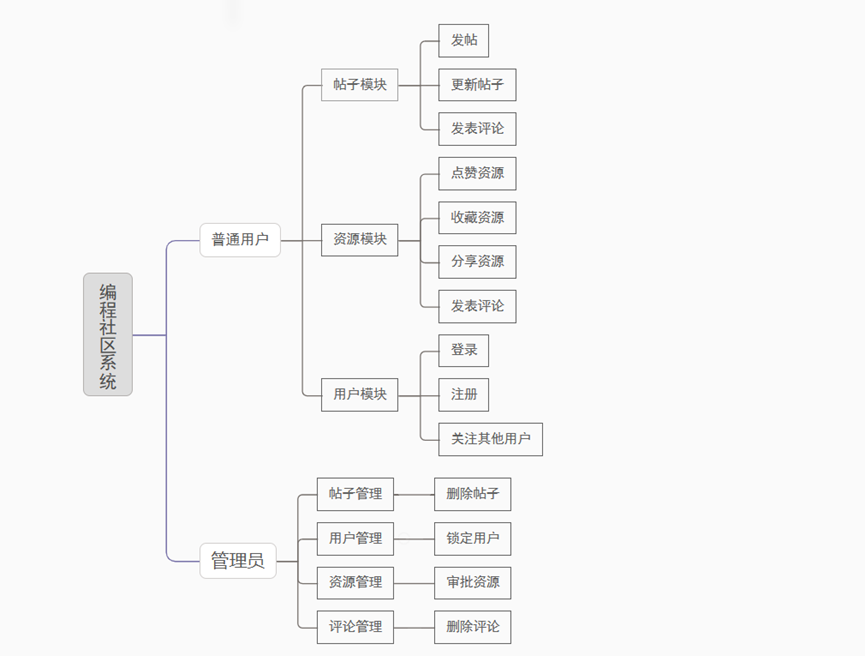 编程社区系统
普通用户
帖子模块
发帖
更新帖子
发表评论
资源模块
点赞资源
收藏资源
分享资源
发表评论
用户模块
登录
注册
关注其他用户
管理员
帖子管理
删除帖子
用户管理
锁定用户
资源管理
审批资源
评论管理
删除评论